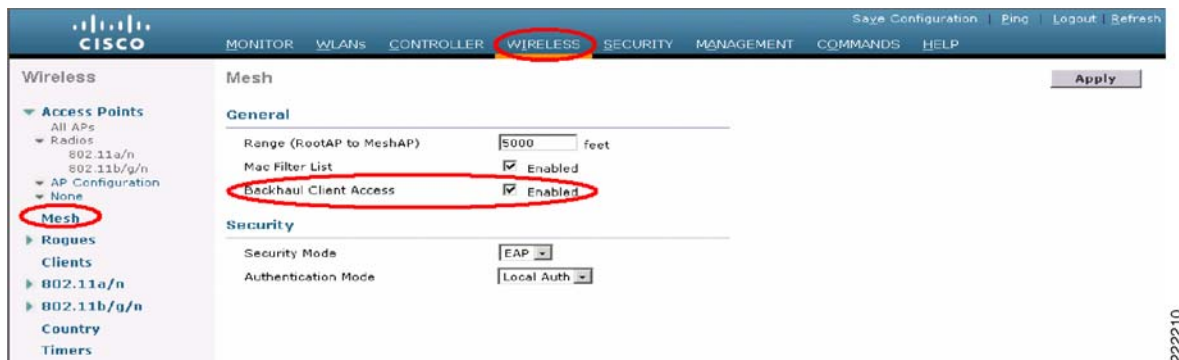 Save Configuration | Ping | Logout | Refresh
CISCO
MONITOR WLANs CONTROLLER WIRELESS SECURITY MANAGEMENT COMMANDS HELP
Wireless
Access Points
All APs
Radios
802.11a/n
802.11b/g/n
AP Configuration
None
Mesh
Rogues
Clients
802.11a/n
802.11b/g/n
Country
Timers
Mesh
Apply
General
Range (RootAP to MeshAP) 5000 feet
Mac Filter List Enabled
Backhaul Client Access Enabled
Security
Security Mode EAP
Authentication Mode Local Auth
222210